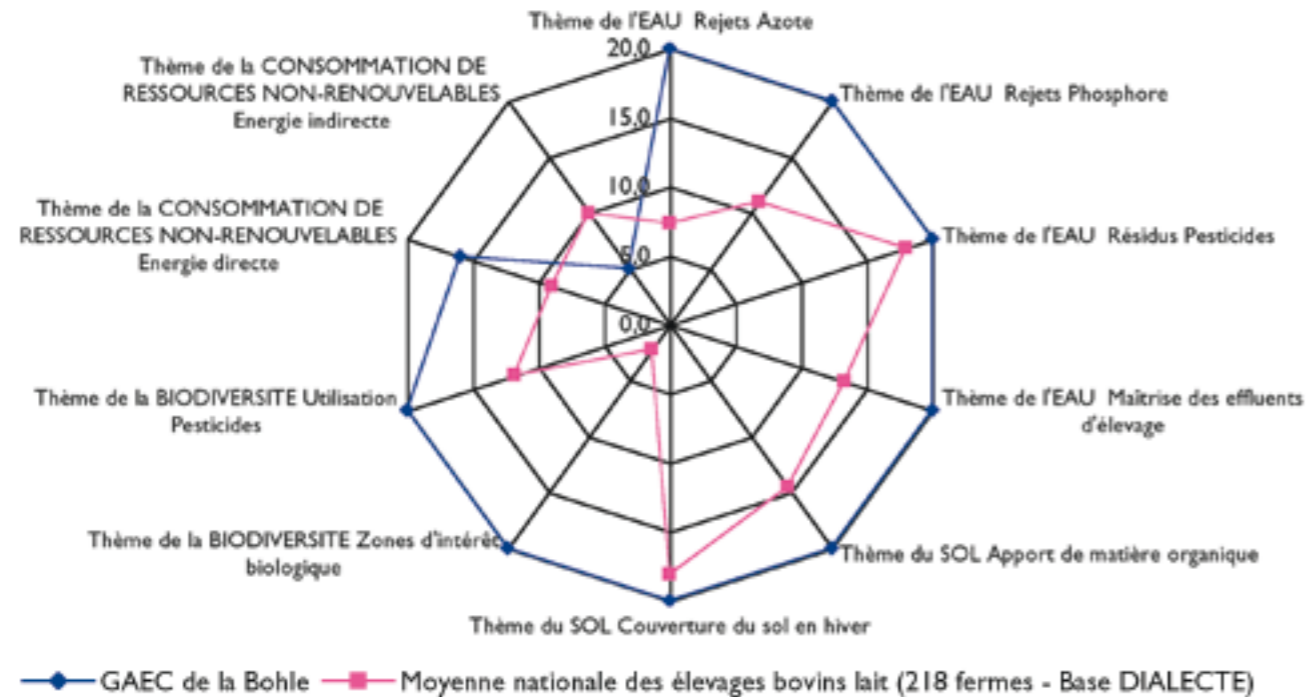 Thème de l'EAU Rejets Azote
20,0
Thème de la CONSOMMATION DE
RESSOURCES NON-RENOUVELABLES
Energie indirecte
Thème de l'EAU Rejets Phosphore
15,0
10,0
Thème de la CONSOMMATION DE
RESSOURCES NON-RENOUVELABLES
Energie directe
Thème de l'EAU Résidus Pesticides
5,0
0,0
Thème de la BIODIVERSITE Utilisation
Pesticides
Thème de l'EAU Maîtrise des effluents
d'élevage
Thème de la BIODIVERSITE Zones d'intérêt
biologique
Thème du SOL Apport de matière organique
Thème du SOL Couverture du sol en hiver
GAEC de la Bohle Moyenne nationale des élevages bovins lait (218 fermes - Base DIALECTE)